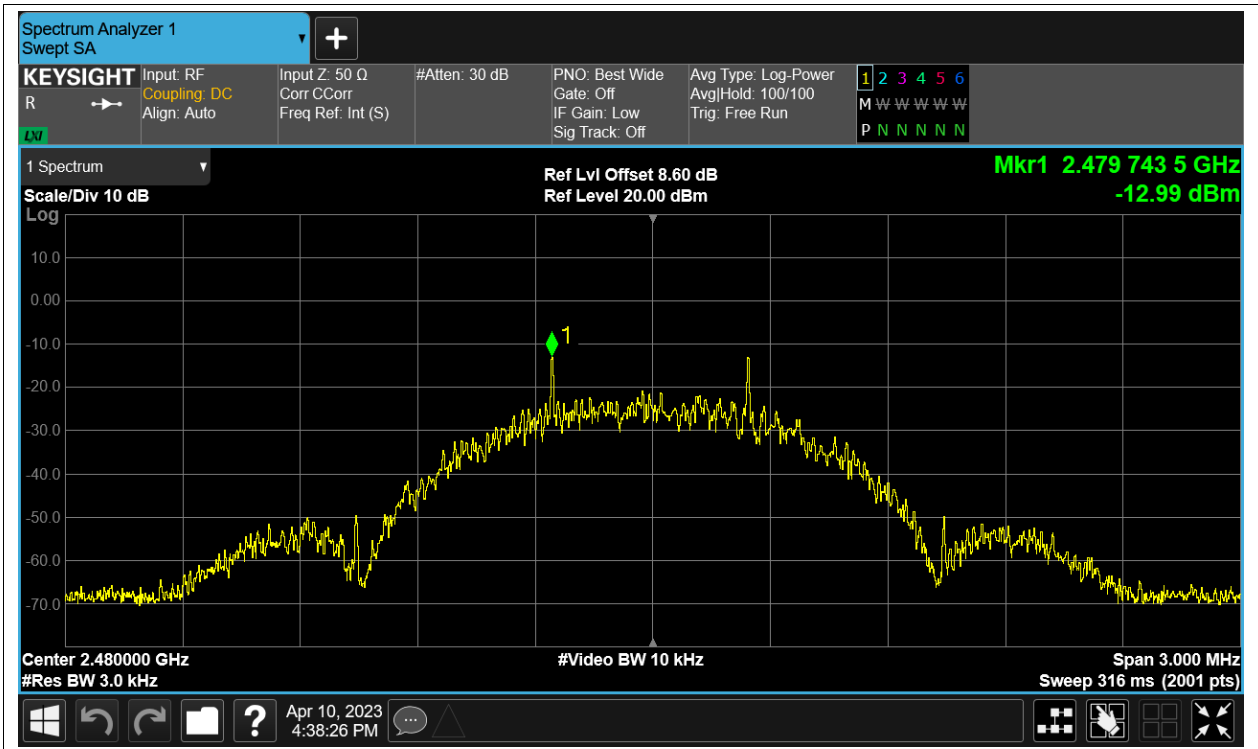 Spectrum Analyzer 1
Swept SA
KEYSIGHT
R
LXI
Input: RF
Coupling: DC
Align: Auto
Input Z: 50 Ω
Corr CCorr
Freq Ref: Int (S)
#Atten: 30 dB
PNO: Best Wide
Gate: Off
IF Gain: Low
Sig Track: Off
Avg Type: Log-Power
Avg|Hold: 100/100
Trig: Free Run
1 2 3 4 5 6
M W W W W W
P N N N N N
1 Spectrum
Scale/Div 10 dB
Log
Ref Lvl Offset 8.60 dB
Ref Level 20.00 dBm
Mkr1 2.479 743 5 GHz
-12.99 dBm
10.0
0.00
-10.0
-20.0
-30.0
-40.0
-50.0
-60.0
-70.0
1
Center 2.480000 GHz
#Res BW 3.0 kHz
#Video BW 10 kHz
Span 3.000 MHz
Sweep 316 ms (2001 pts)
?
Apr 10, 2023
4:38:26 PM